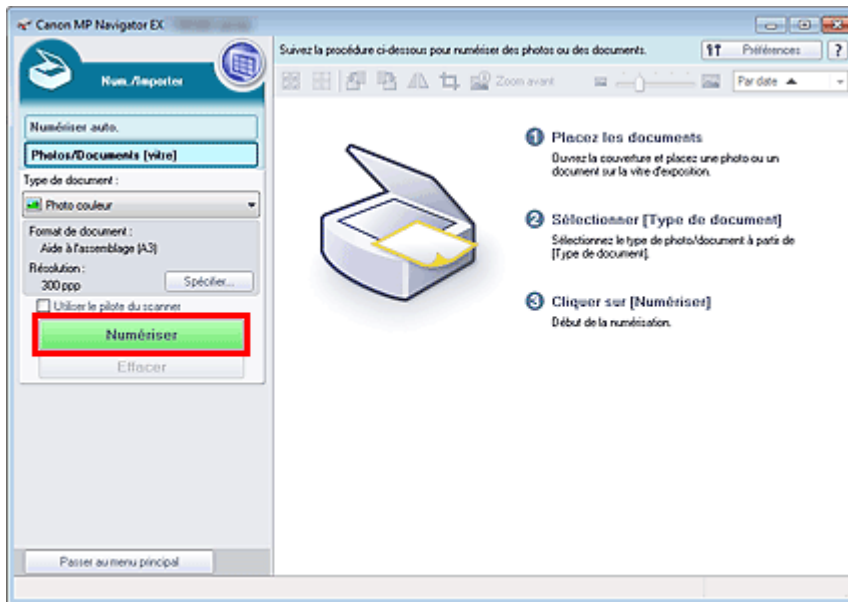 Canon MP Navigator EX
Num./Importer
Numériser auto.
Photos/Documents [vitre]
Type de document :
Photo couleur
Format de document :
Aide à l'assemblage (A3)
Résolution :
300 ppp
Spécifier...
Utiliser le pilote du scanner
Numériser
Effacer
Passer au menu principal
Suivez la procédure ci-dessous pour numériser des photos ou des documents.
Préférences
?
Zoom avant
Par date
1 Placez les documents
Ouvrez la couverture et placez une photo ou un
document sur la vitre d'exposition.
2 Sélectionner [Type de document]
Sélectionnez le type de photo/document à partir de
[Type de document].
3 Cliquer sur [Numériser]
Début de la numérisation.